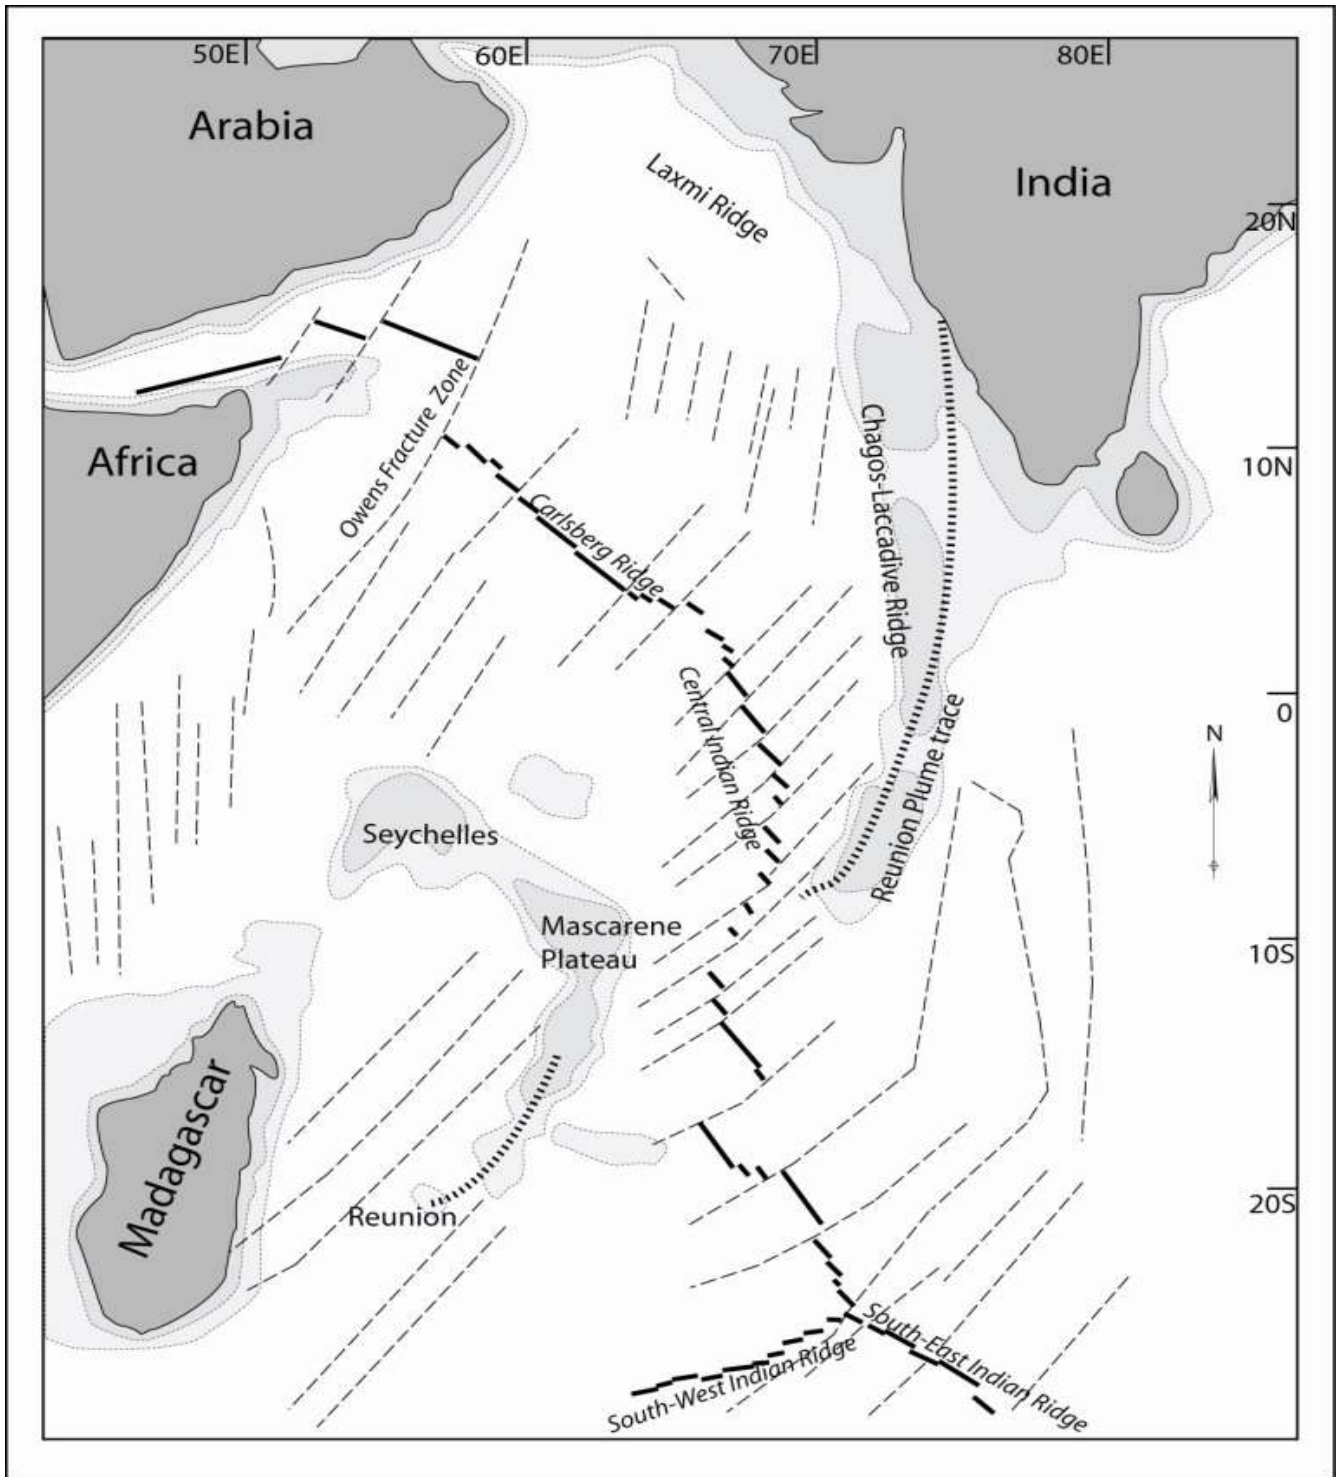 50E
60E
70E
80E
Arabia
Laxmi Ridge
India
20N
Owens Fracture Zone
Chagos-Laccadive Ridge
Africa
10N
Carlsberg Ridge
Central Indian Ridge
Reunion Plume trace
0
N
Seychelles
Mascarene
Plateau
10S
Madagascar
Reunion
20S
South-East Indian Ridge
South-West Indian Ridge